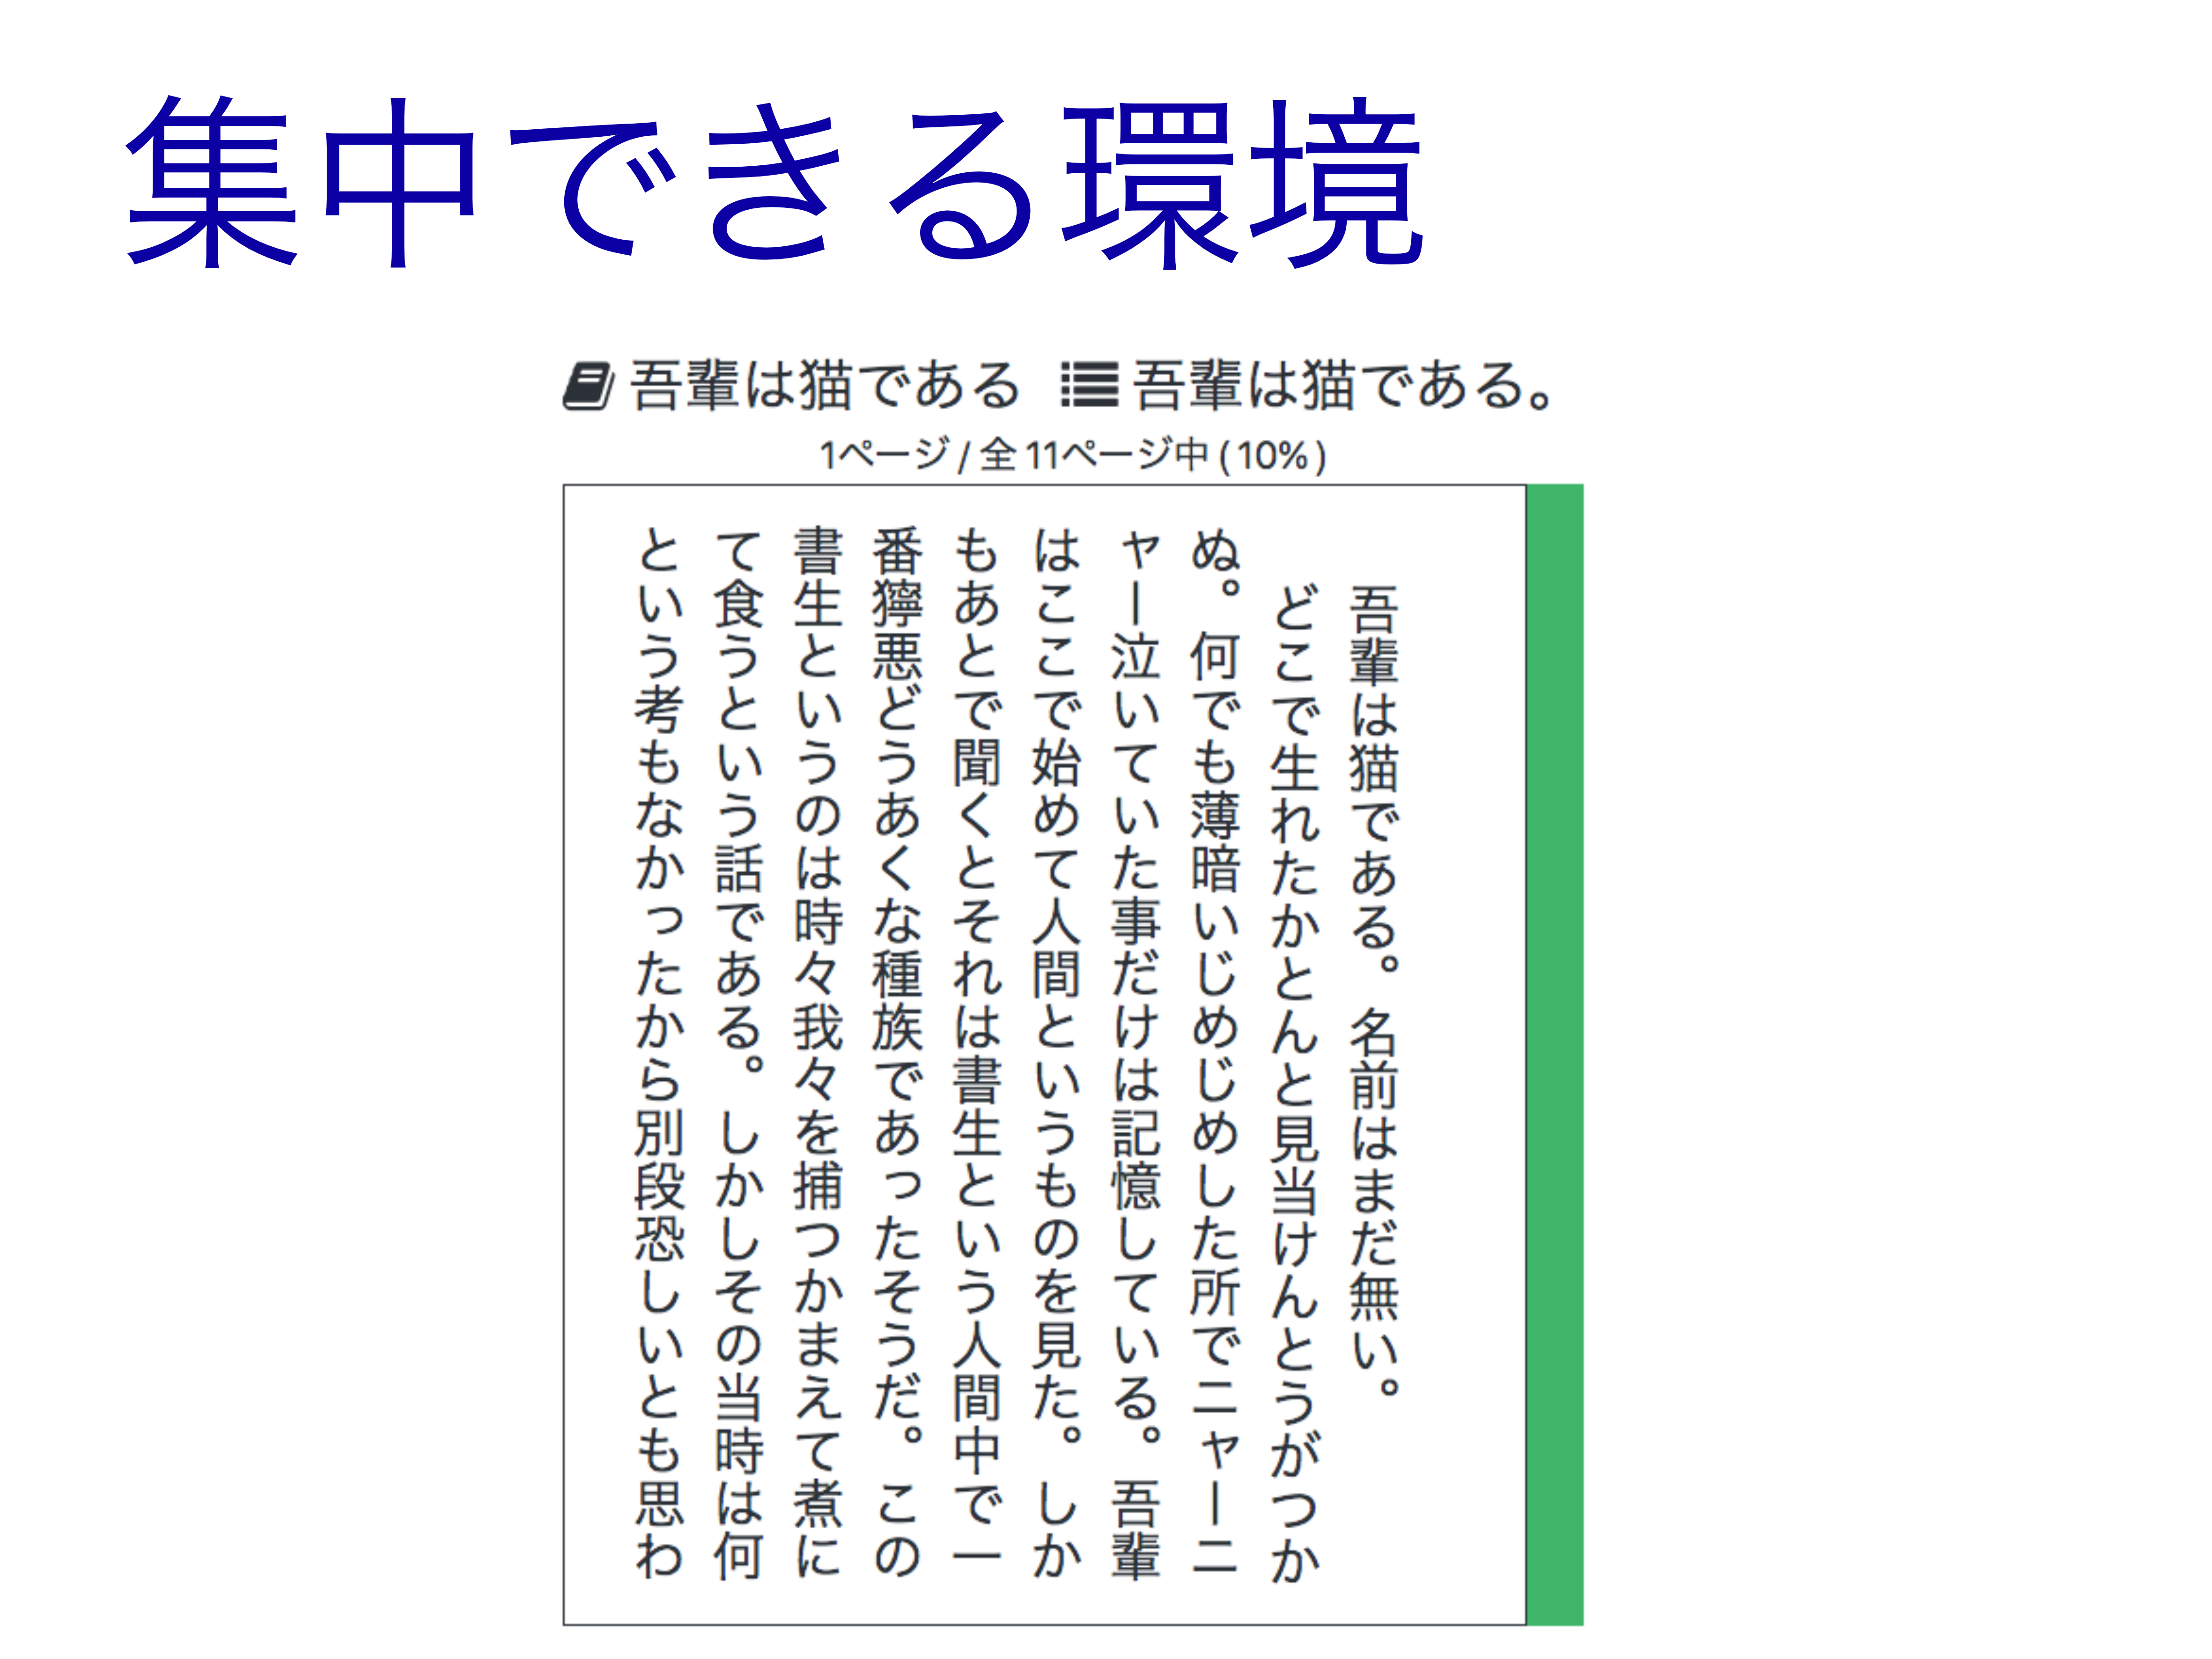 集中できる環境
吾輩は猫である 吾輩は猫である。
1ページ / 全 11ページ中 ( 10% )
吾輩は猫である。名前はまだ無い。
どこで生れたかとんと見当けんとうがつか
ぬ。何でも薄暗いじめじめした所でニャーニ
ャー泣いていた事だけは記憶している。吾輩
はここで始めて人間というものを見た。しか
もあとで聞くとそれは書生という人間中で一
番獰悪どうあくな種族であったそうだ。この
書生というのは時々我々を捕つかまえて煮に
て食うという話である。しかしその当時は何
という考もなかったから別段恐しいとも思わ